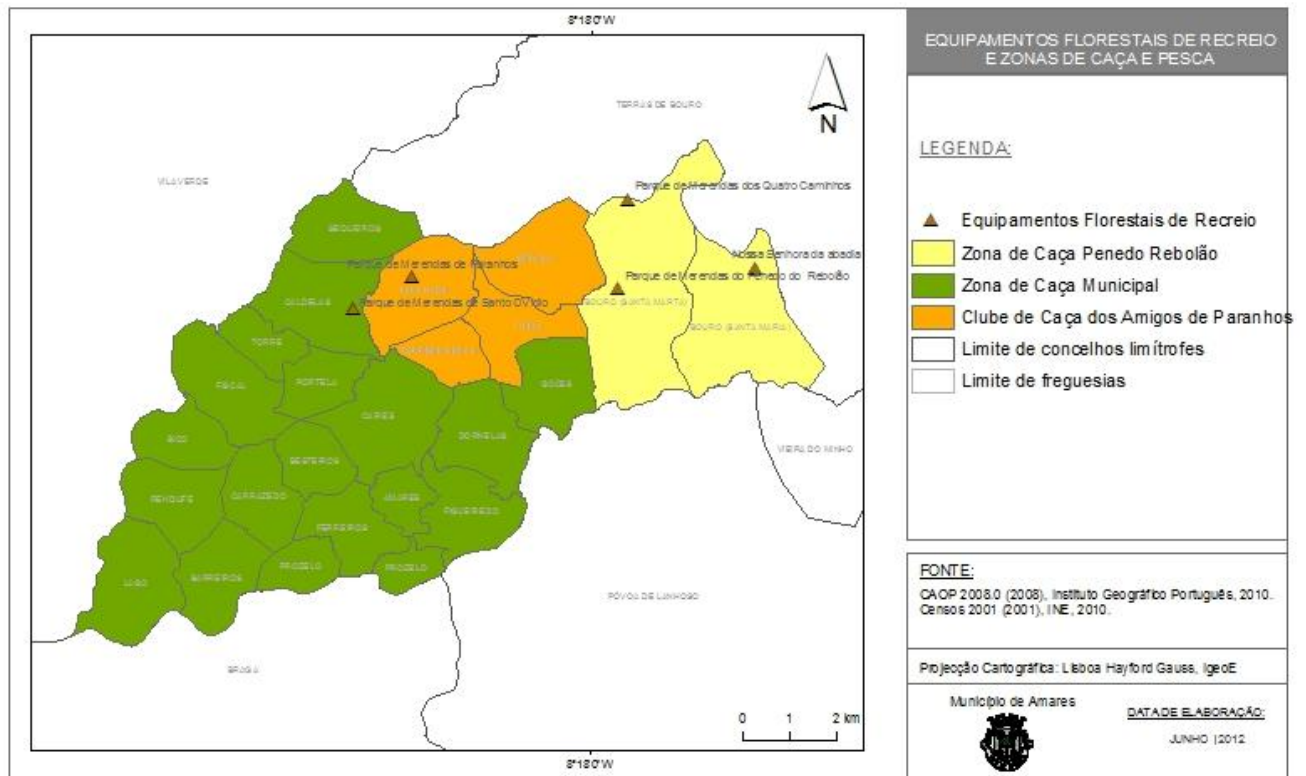 8°18'0"W
EQUIPAMENTOS FLORESTAIS DE RECREIO
E ZONAS DE CAÇA E PESCA
TERRAS DE BOURO
N
VILA VERDE
Parque de Merendas dos Quatro Caminhos
SEQUEIROS
Nossa Senhora da abadia
Parque de Merendas de Paranhos
Parque de Merendas do Penedo do Rebolão
CALDELAS
Parque de Merendas de Santo OVídio
BOURO (SANTA MARTA)
BOURO (SANTA MARIA)
TORRE
FISCAL
PORTELA
GOÃES
CAIRES
BICO
DORNELAS
BESTEIROS
VIEIRA DO MINHO
RENDUFE
CARRAZEDO
AMARES
FIGUEIREDO
FERREIROS
LAGO
BARREIROS
PROZELO
PROZELO
PÓVOA DE LANHOSO
BRAGA
0 1 2 km
8°18'0"W
LEGENDA:
Equipamentos Florestais de Recreio
Zona de Caça Penedo Rebolão
Zona de Caça Municipal
Clube de Caça dos Amigos de Paranhos
Limite de concelhos limítrofes
Limite de freguesias
FONTE:
CAOP 2008.0 (2008), Instituto Geográfico Português, 2010.
Censos 2001 (2001), INE, 2010.
Projecção Cartográfica: Lisboa Hayford Gauss, IgeoE
Município de Amares
DATA DE ELABORAÇÃO:
JUNHO | 2012